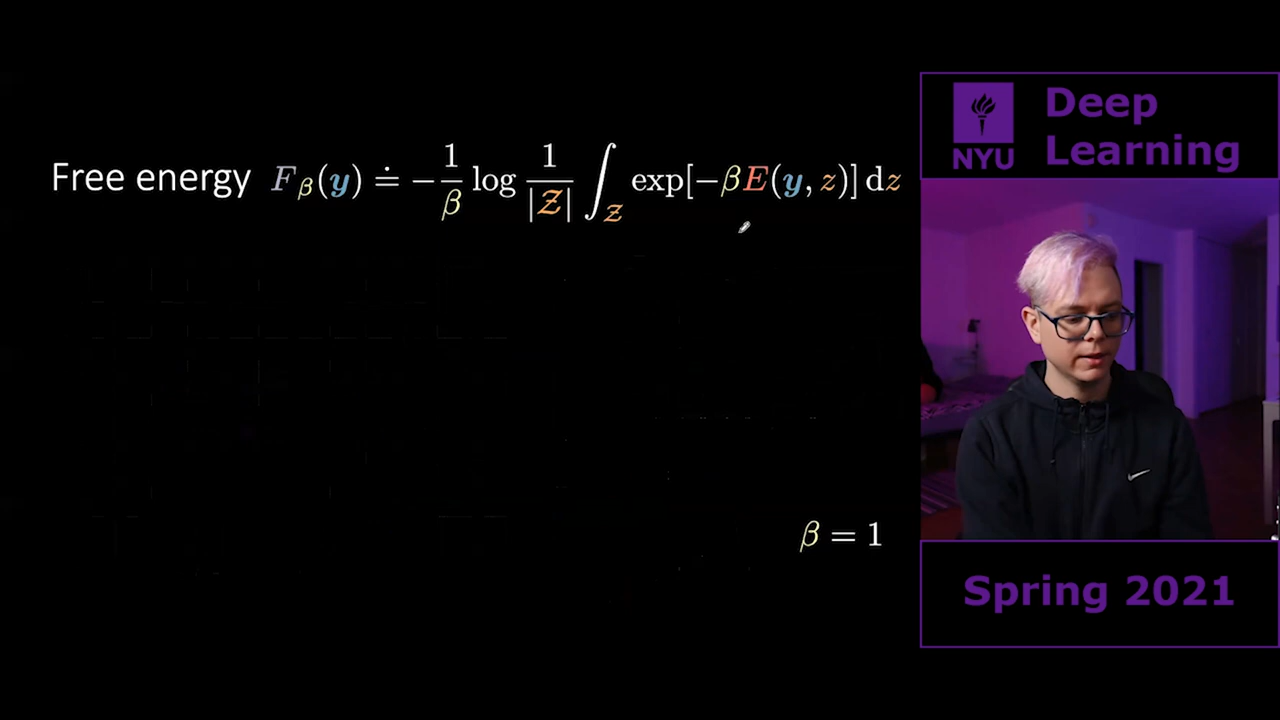 Free energy F_β(y) ≐ −1/β log 1/|𝒵| ∫_𝒵 exp[−βE(y, z)] dz
β = 1
NYU
Deep
Learning
Spring 2021